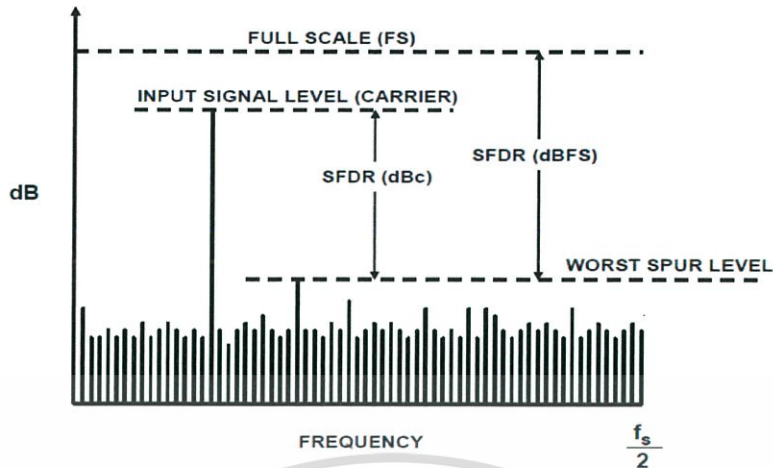 FULL SCALE (FS)
INPUT SIGNAL LEVEL (CARRIER)
SFDR (dBFS)
SFDR (dBc)
dB
WORST SPUR LEVEL
FREQUENCY
fs
2